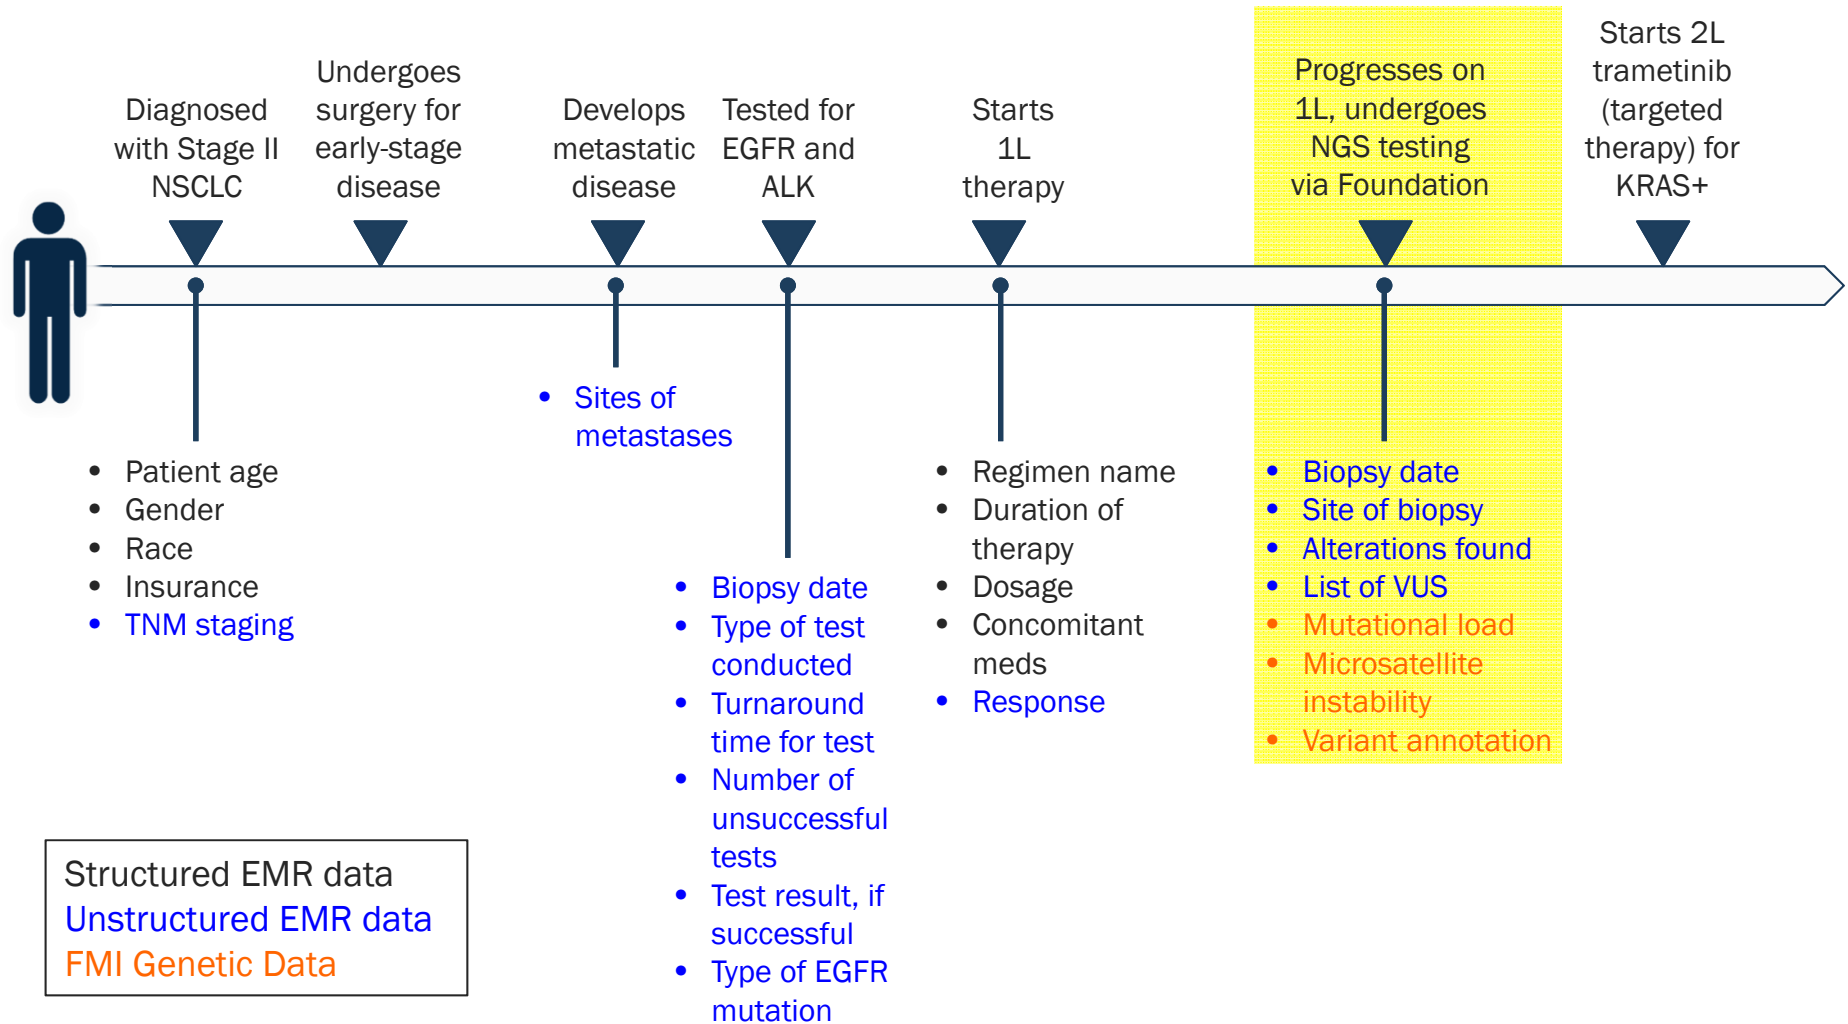 Diagnosed
with Stage II
NSCLC
Undergoes
surgery for
early-stage
disease
Develops
metastatic
disease
Tested for
EGFR and
ALK
Starts
1L
therapy
Progresses on
1L, undergoes
NGS testing
via Foundation
Starts 2L
trametinib
(targeted
therapy) for
KRAS+
• Patient age
• Gender
• Race
• Insurance
• TNM staging
• Sites of
metastases
• Biopsy date
• Type of test
conducted
• Turnaround
time for test
• Number of
unsuccessful
tests
• Test result, if
successful
• Type of EGFR
mutation
• Regimen name
• Duration of
therapy
• Dosage
• Concomitant
meds
• Response
• Biopsy date
• Site of biopsy
• Alterations found
• List of VUS
• Mutational load
• Microsatellite
instability
• Variant annotation
Structured EMR data
Unstructured EMR data
FMI Genetic Data